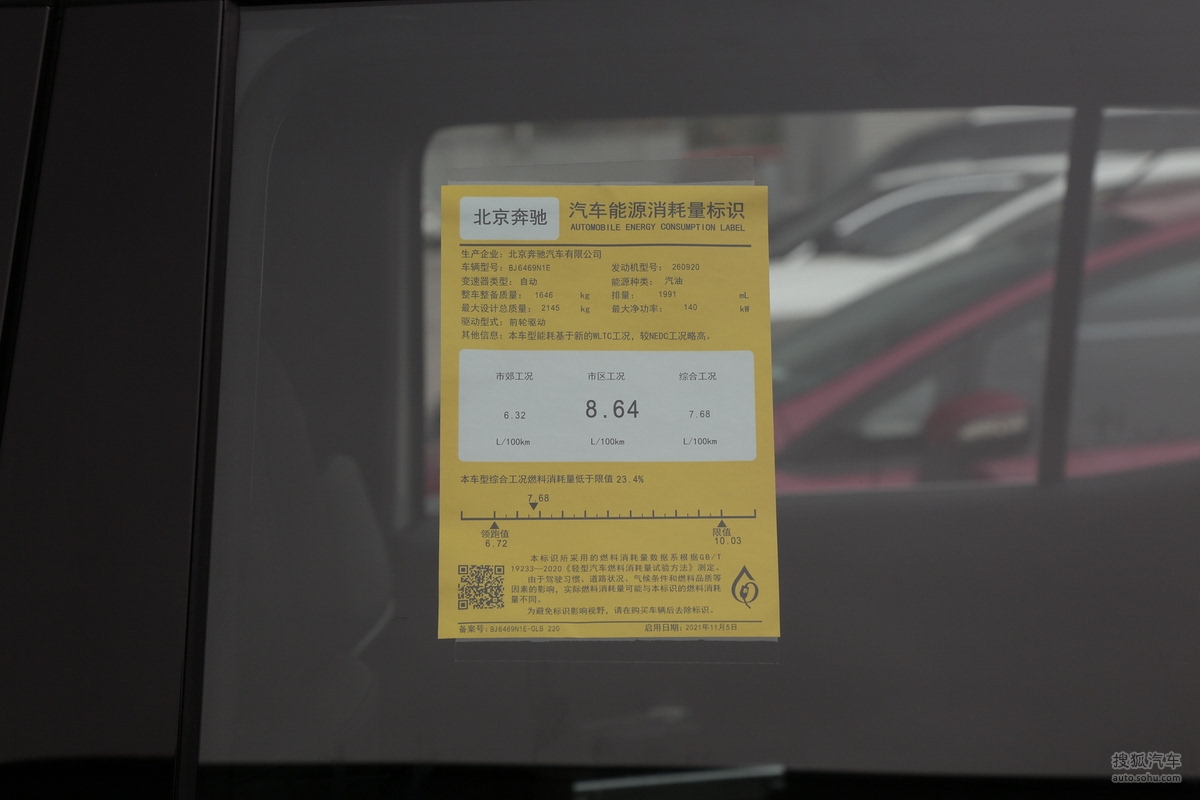 北京奔驰
汽车能源消耗量标识
AUTOMOBILE ENERGY CONSUMPTION LABEL
生产企业：北京奔驰汽车有限公司
车辆型号：BJ6469N1E 发动机型号：260920
变速器类型：自动 能源种类：汽油
整车整备质量：1646 kg 排量：1991 mL
最大设计总质量：2145 kg 最大净功率：140 kW
驱动型式：前轮驱动
其他信息：本车型能耗基于新的WLTC工况，较NEDC工况略高。
市郊工况 市区工况 综合工况
6.32 8.64 7.68
L/100km L/100km L/100km
本车型综合工况燃料消耗量低于限值 23.4%
7.68
领跑值 限值
6.72 10.03
本标识所采用的燃料消耗量数据系根据GB/T
19233—2020《轻型汽车燃料消耗量试验方法》测定。
由于驾驶习惯、道路状况、气候条件和燃料品质等
因素的影响，实际燃料消耗量可能与本标识的燃料消耗
量不同。
为避免标识影响视野，请在购买车辆后去除标识。
备案号：BJ6469N1E-GLB 220 启用日期：2021年11月5日
搜狐汽车
auto.sohu.com